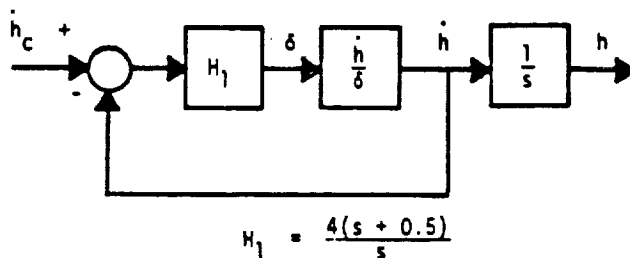 ḣc + δ ḣ h
-
H1
ḣ/δ
1/s
H1 = 4(s + 0.5)/s